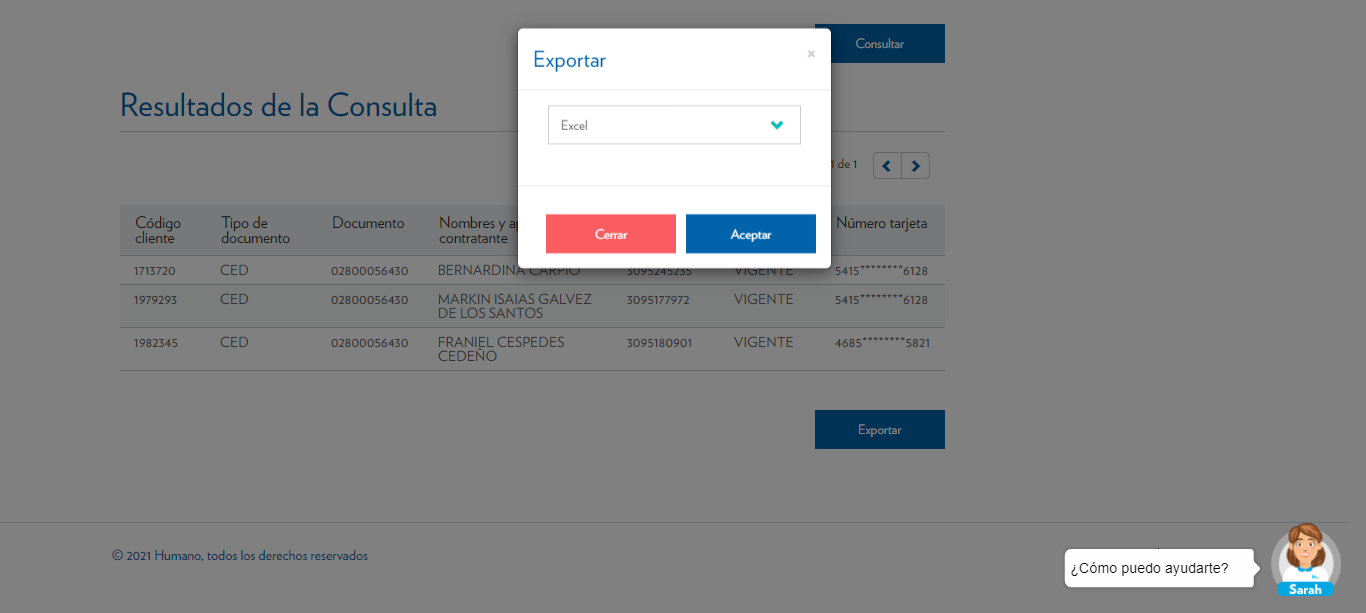 Consultar
Exportar
×
Resultados de la Consulta
Excel
1 de 1
Código
cliente
Tipo de
documento
Documento
Nombres y
contratante
Número tarjeta
Cerrar
Aceptar
1713720 CED 02800056430 BERNARDINA CARPIO 3095245235 VIGENTE 5415********6128
1979293 CED 02800056430 MARKIN ISAIAS GALVEZ 3095177972 VIGENTE 5415********6128
DE LOS SANTOS
1982345 CED 02800056430 FRANIEL CESPEDES 3095180901 VIGENTE 4685********5821
CEDEÑO
Exportar
© 2021 Humano, todos los derechos reservados
¿Cómo puedo ayudarte?
Sarah